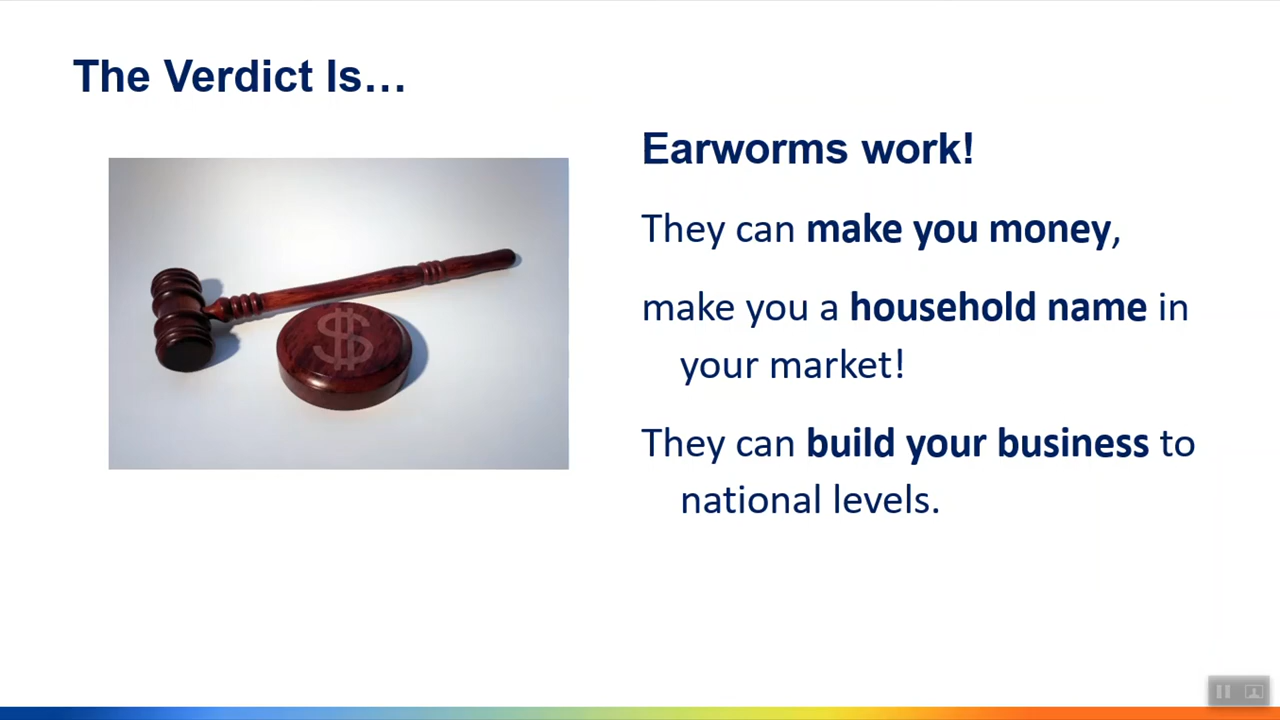 The Verdict Is…
Earworms work!
They can make you money,
make you a household name in
your market!
They can build your business to
national levels.
$